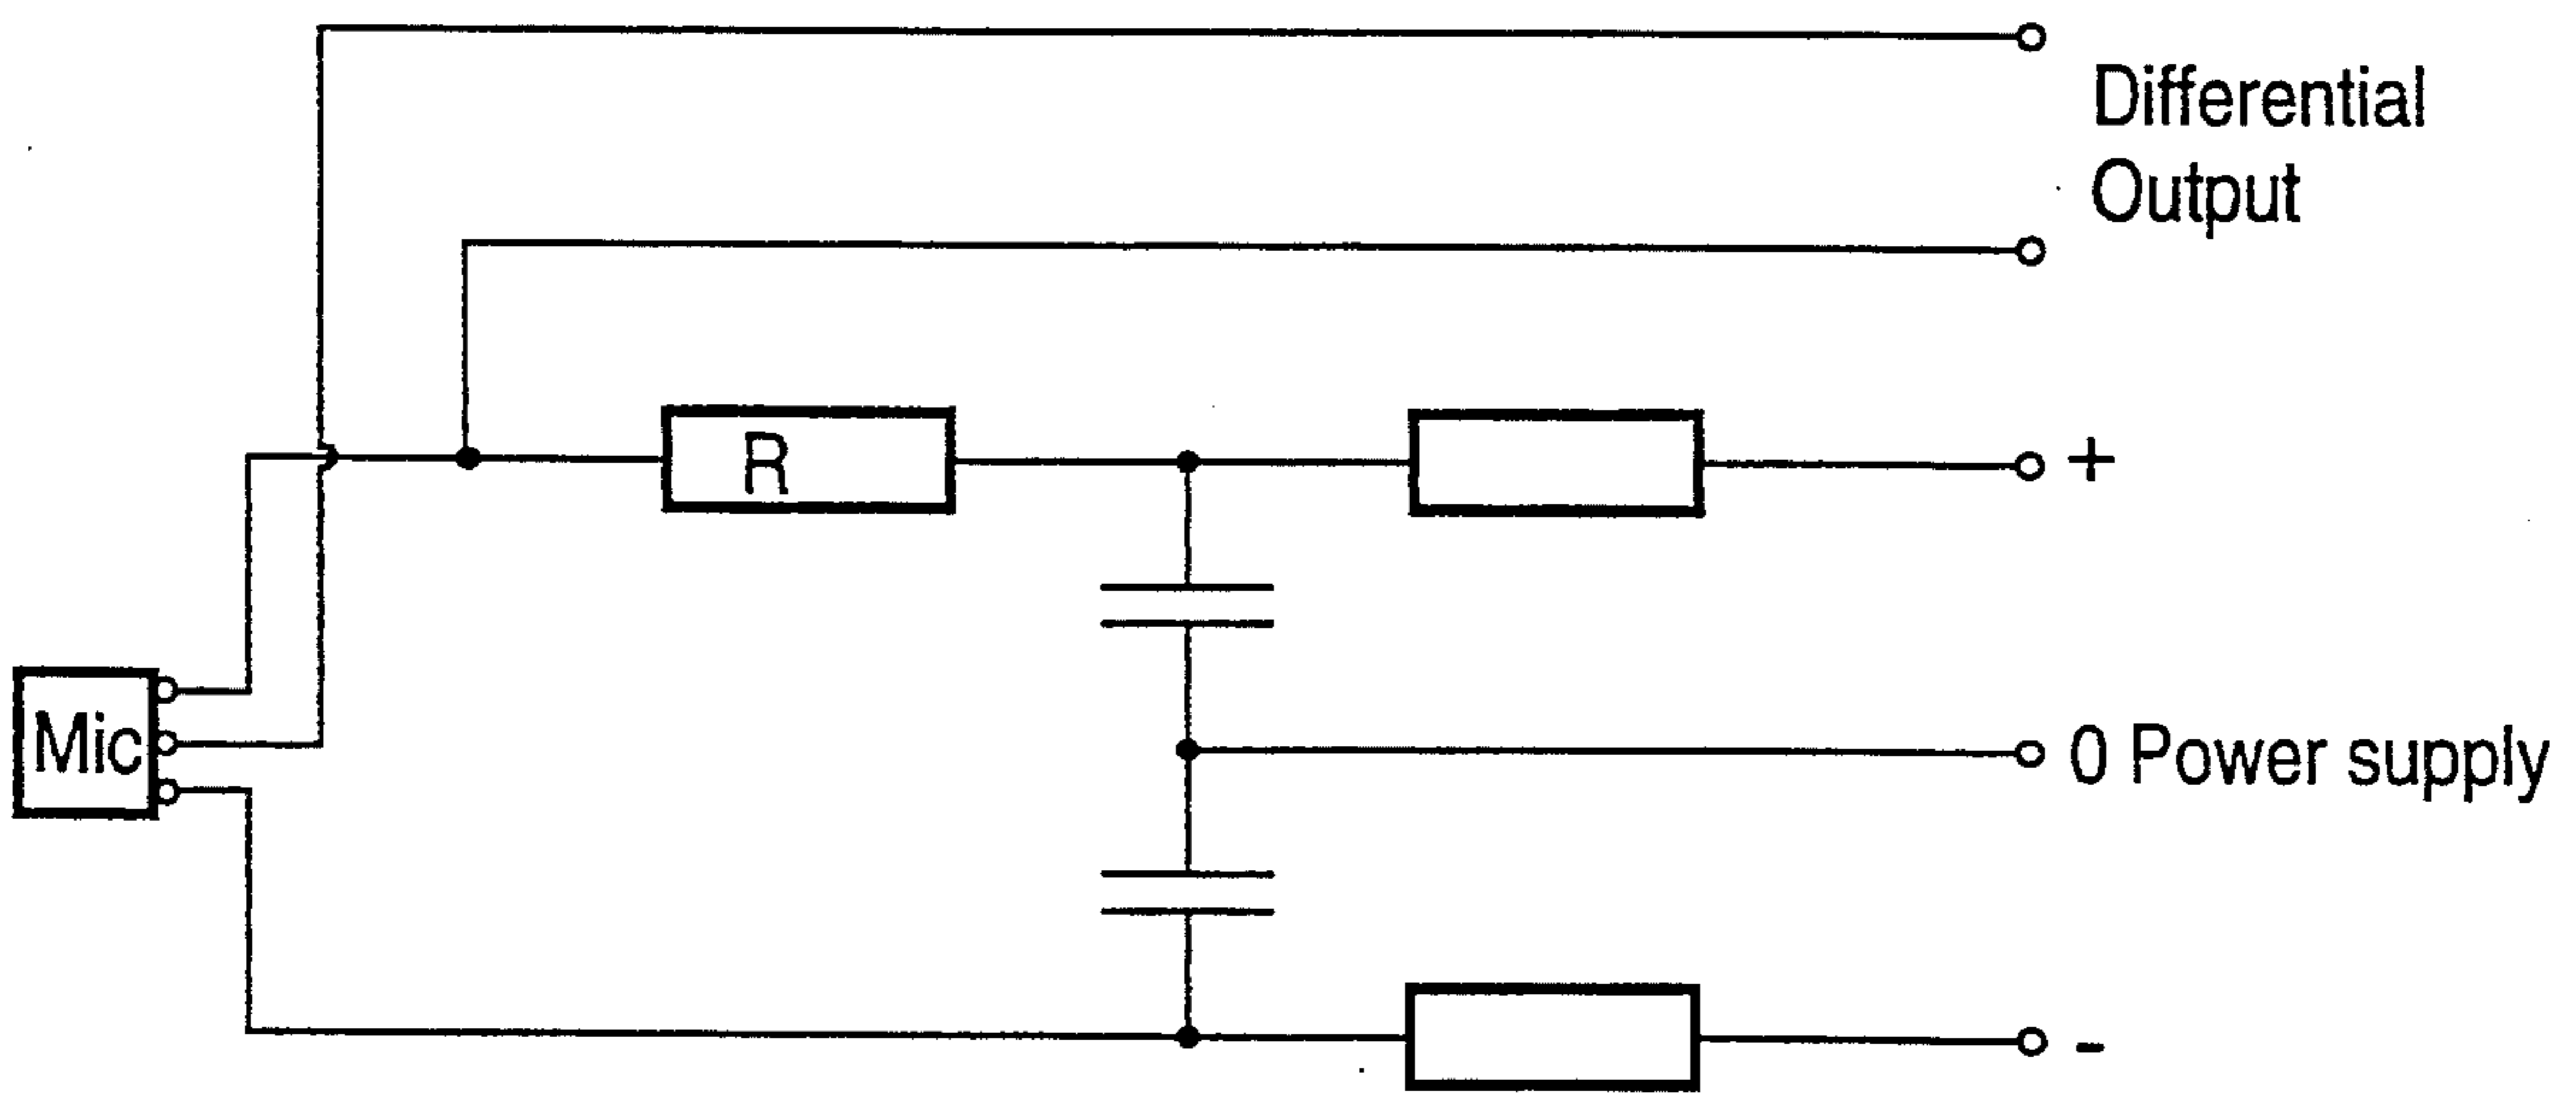 Differential
Output
R
+
Mic
0 Power supply
-